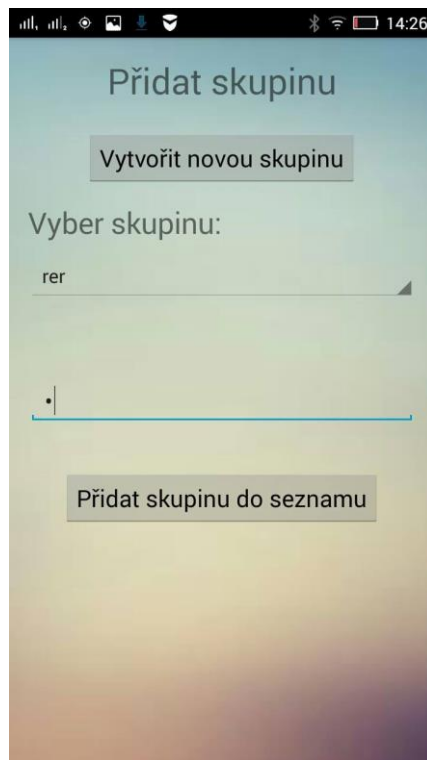 14:26
Přidat skupinu
Vytvořit novou skupinu
Vyber skupinu:
rer
•
Přidat skupinu do seznamu